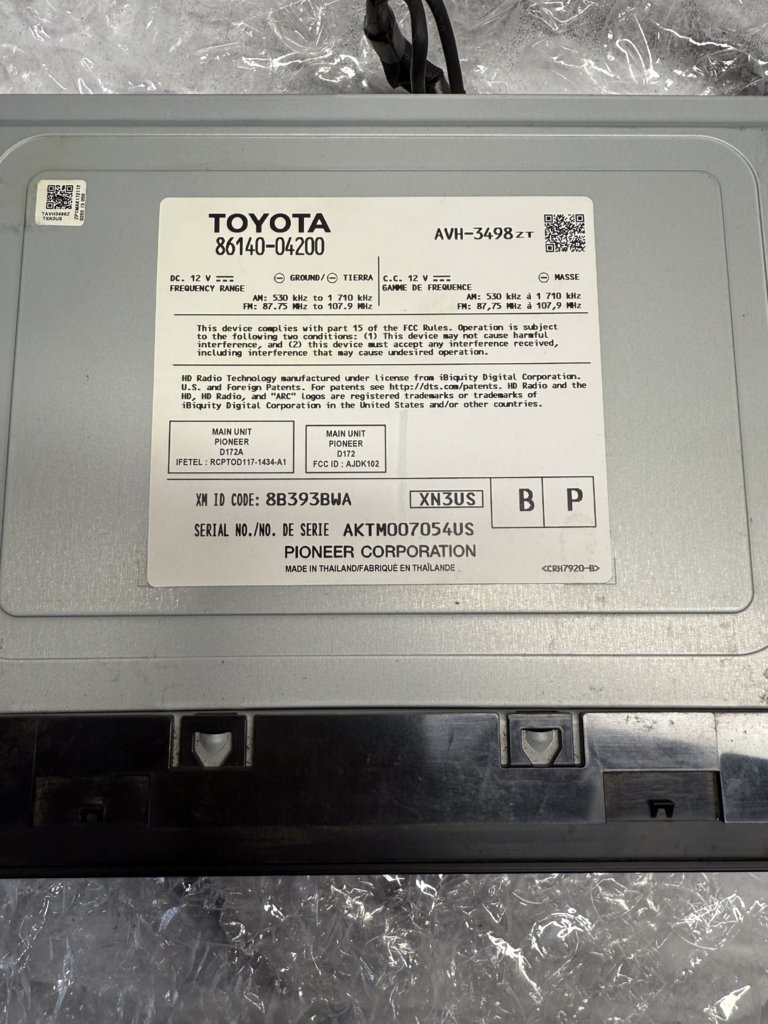 TAVH3498Z
TXN3US
TOYOTA
86140-04200
AVH-3498ZT
DC. 12 V
GROUND/ TIERRA
FREQUENCY RANGE
AM: 530 kHz to 1 710 kHz
FM: 87.75 MHz to 107.9 MHz
C.C. 12 V
MASSE
GAMME DE FREQUENCE
AM: 530 kHz à 1 710 kHz
FM: 87,75 MHz à 107,9 MHz
This device complies with part 15 of the FCC Rules. Operation is subject
to the following two conditions: (1) This device may not cause harmful
interference, and (2) this device must accept any interference received,
including interference that may cause undesired operation.
HD Radio Technology manufactured under license from iBiquity Digital Corporation.
U.S. and Foreign Patents. For patents see http://dts.com/patents. HD Radio and the
HD, HD Radio, and "ARC" logos are registered trademarks or trademarks of
iBiquity Digital Corporation in the United States and/or other countries.
MAIN UNIT
PIONEER
D172A
IFETEL : RCPTOD117-1434-A1
MAIN UNIT
PIONEER
D172
FCC ID : AJDK102
XM ID CODE: 8B393BWA
XN3US
B P
SERIAL NO./NO. DE SERIE AKTM007054US
PIONEER CORPORATION
MADE IN THAILAND/FABRIQUÉ EN THAÏLANDE
<CRH7920-B>